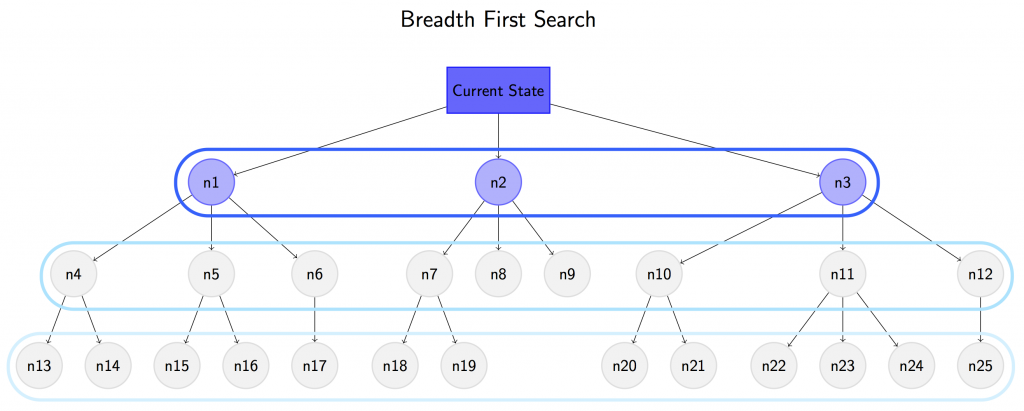 Breadth First Search
Current State
n1 n2 n3
n4 n5 n6 n7 n8 n9 n10 n11 n12
n13 n14 n15 n16 n17 n18 n19 n20 n21 n22 n23 n24 n25